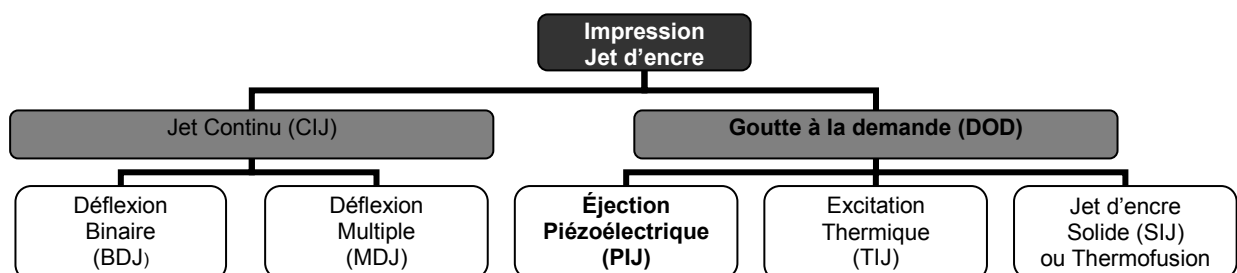 Impression
Jet d’encre
Jet Continu (CIJ)
Goutte à la demande (DOD)
Déflexion
Binaire
(BDJ)
Déflexion
Multiple
(MDJ)
Éjection
Piézoélectrique
(PIJ)
Excitation
Thermique
(TIJ)
Jet d’encre
Solide (SIJ)
ou Thermofusion